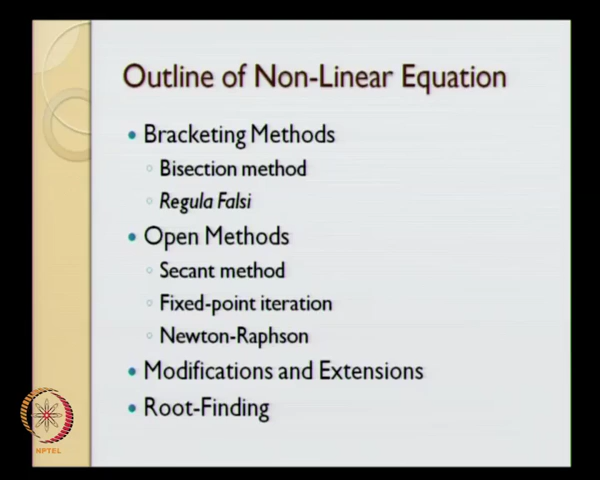 Outline of Non-Linear Equation
Bracketing Methods
Bisection method
Regula Falsi
Open Methods
Secant method
Fixed-point iteration
Newton-Raphson
Modifications and Extensions
Root-Finding
NPTEL